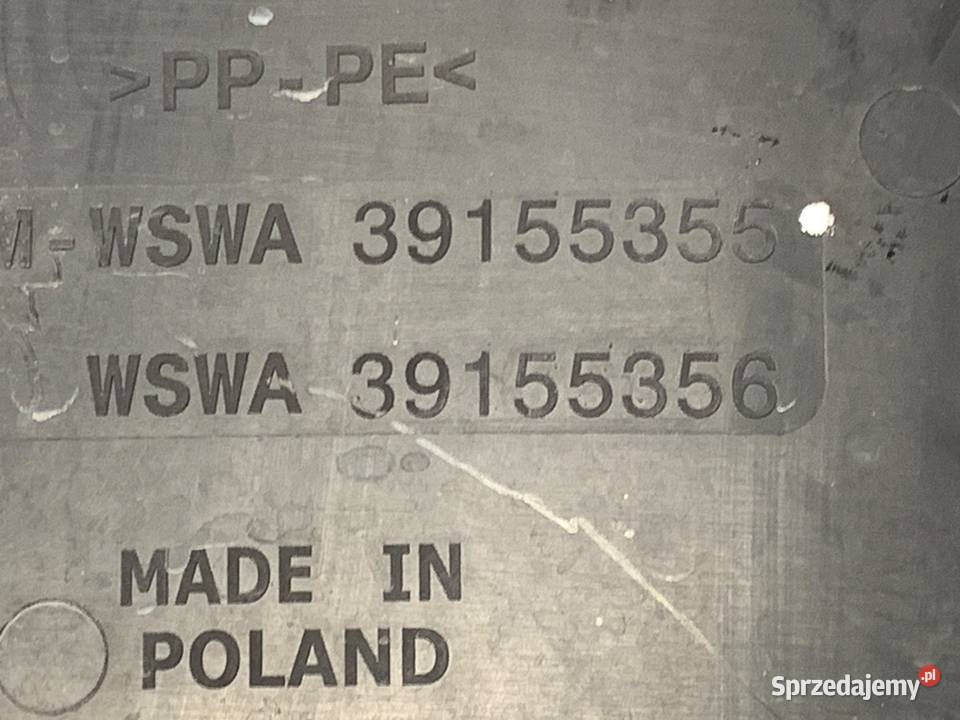 >PP-PE<
-WSWA 39155355
WSWA 39155356
MADE IN
POLAND
Sprzedajemy.pl